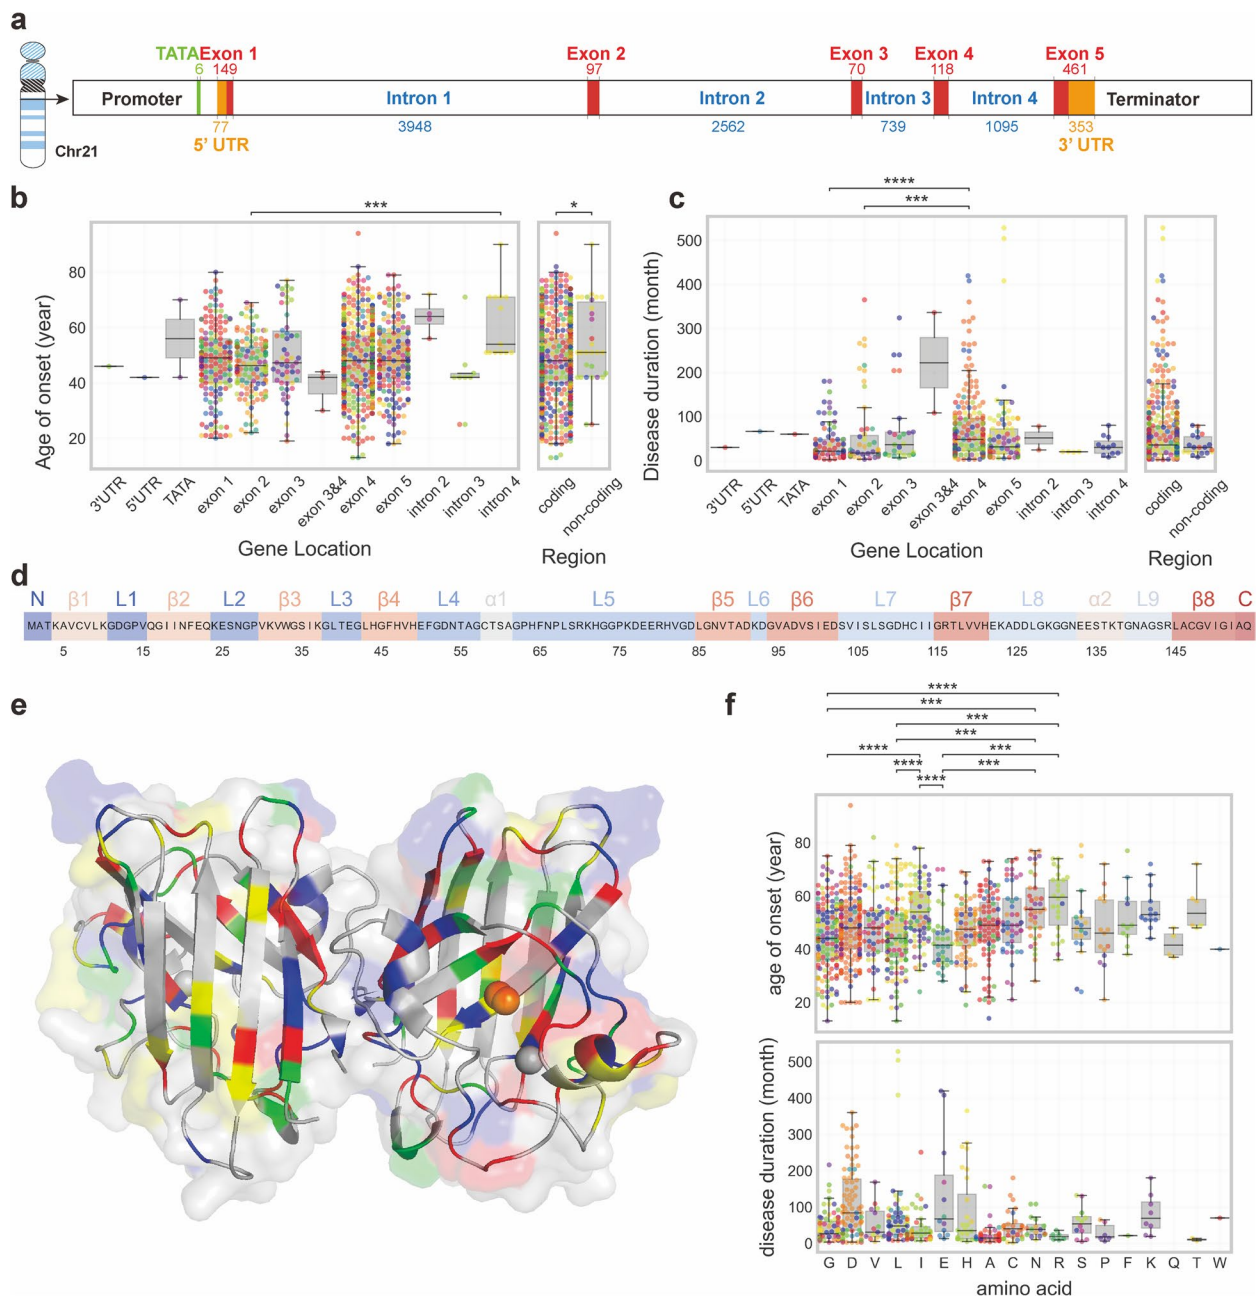 a
TATA Exon 1 Exon 2 Exon 3 Exon 4 Exon 5
6 149 97 70 118 461
Promoter Intron 1 Intron 2 Intron 3 Intron 4 Terminator
77 3948 2562 739 1095 353
5' UTR 3' UTR
Chr21
b
***
*
Age of onset (year)
80
60
40
20
3'UTR 5'UTR TATA exon 1 exon 2 exon 3 exon 3&4 exon 4 exon 5 intron 2 intron 3 intron 4
coding non-coding
Gene Location
Region
c
****
***
Disease duration (month)
500
400
300
200
100
0
3'UTR 5'UTR TATA exon 1 exon 2 exon 3 exon 3&4 exon 4 exon 5 intron 2 intron 3 intron 4
coding non-coding
Gene Location
Region
d
N β1 L1 β2 L2 β3 L3 β4 L4 α1 L5 β5 L6 β6 L7 β7 L8 α2 L9 β8 C
MATKAVCVLKGDGPVQGIINFEQKESNGPVKVWGSIKGLTEGLHGFHVHEFGDNTAGCTSAGPHFNPLSRKHGGPKDEERHVGDLGNVTADKDGVADVSIEDSVISLSGDHCIIGRTLVVHEKADDLGKGGNEESTKTGNAGSRLACGVIGIAQ
5 15 25 35 45 55 65 75 85 95 105 115 125 135 145
e
f
****
***
***
***
**** ***
**** ***
****
age of onset (year)
80
60
40
20
disease duration (month)
500
400
300
200
100
0
G D V L I E H A C N R S P F K Q T W
amino acid